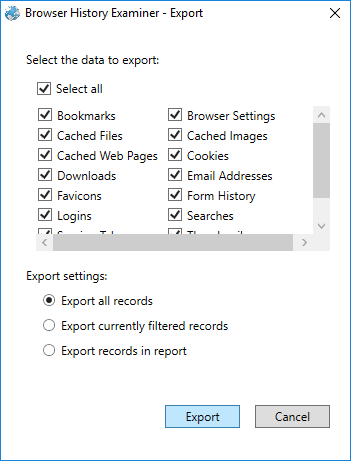 Browser History Examiner - Export
Select the data to export:
Select all
Bookmarks Browser Settings
Cached Files Cached Images
Cached Web Pages Cookies
Downloads Email Addresses
Favicons Form History
Logins Searches
Export settings:
Export all records
Export currently filtered records
Export records in report
Export Cancel